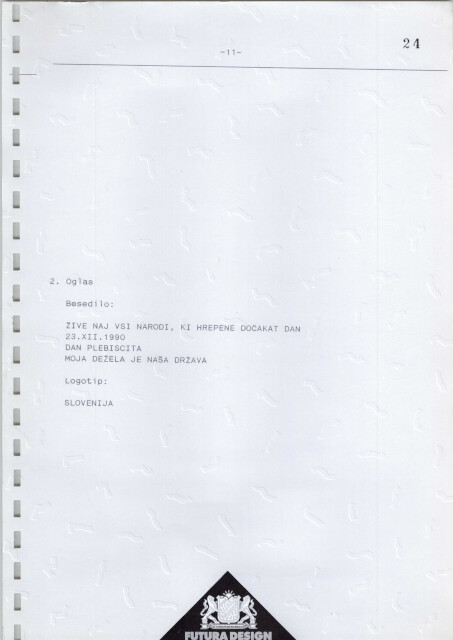 -11-
24
2. Oglas
Besedilo:
ŽIVE NAJ VSI NARODI, KI HREPENE DOČAKAT DAN
23.XII.1990
DAN PLEBISCITA
MOJA DEŽELA JE NAŠA DRŽAVA
Logotip:
SLOVENIJA
FUTURA DESIGN